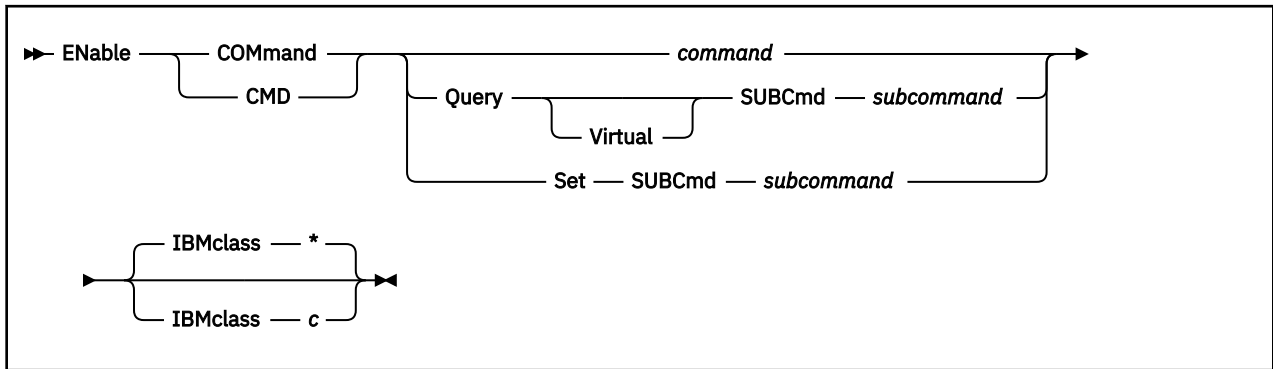 ENable COMmand command
CMD Query SUBCmd subcommand
Virtual
Set SUBCmd subcommand
IBMclass *
IBMclass c